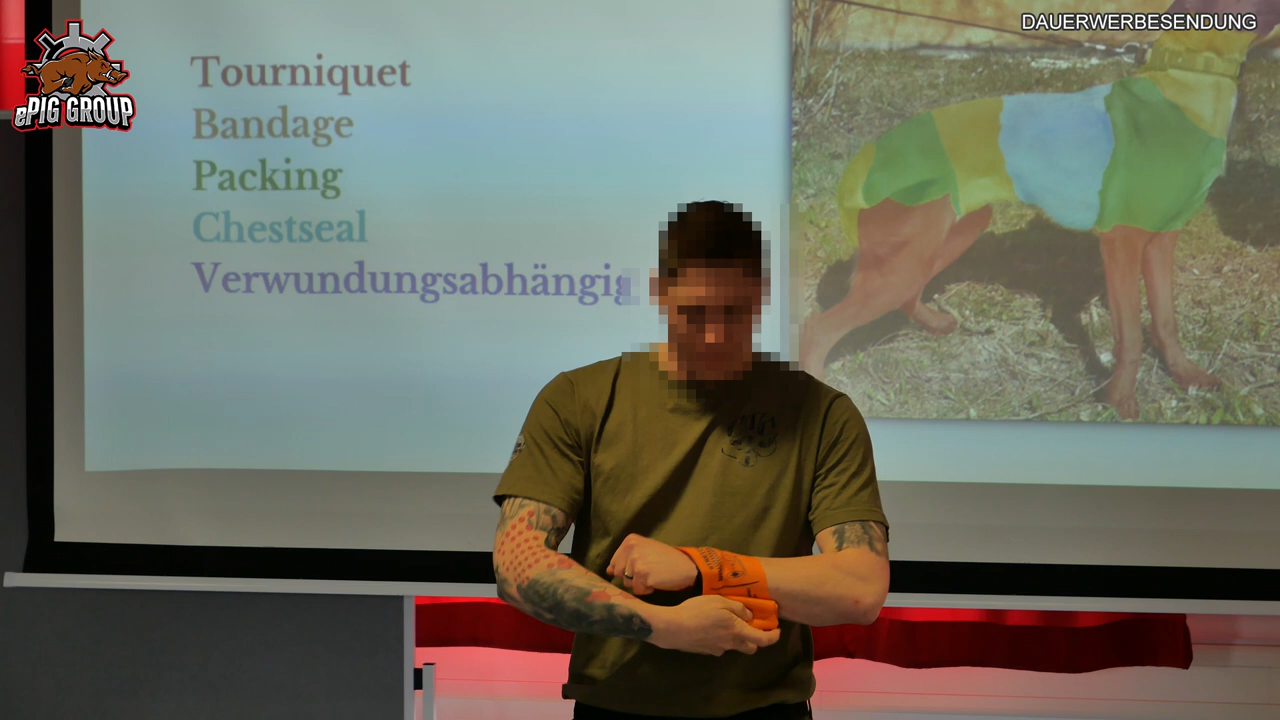 DAUERWERBESENDUNG
ePIG GROUP
Tourniquet
Bandage
Packing
Chestseal
Verwundungsabhängig